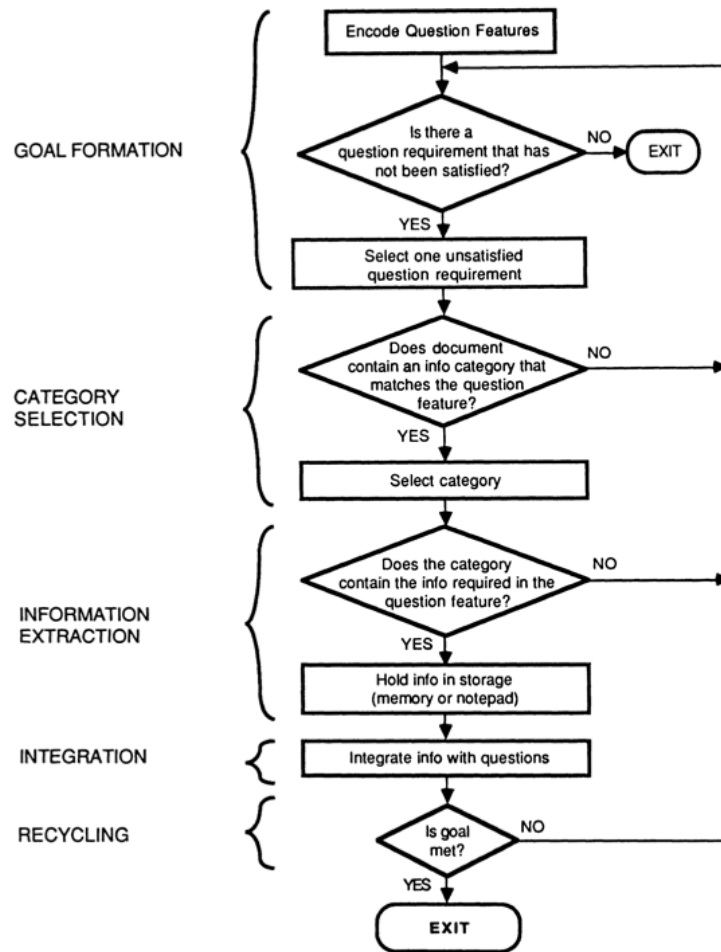 Encode Question Features
GOAL FORMATION
Is there a
question requirement that has
not been satisfied?
NO
EXIT
YES
Select one unsatisfied
question requirement
CATEGORY
SELECTION
Does document
contain an info category that
matches the question
feature?
NO
YES
Select category
INFORMATION
EXTRACTION
Does the category
contain the info required in the
question feature?
NO
YES
Hold info in storage
(memory or notepad)
INTEGRATION
Integrate info with questions
RECYCLING
Is goal
met?
NO
YES
EXIT